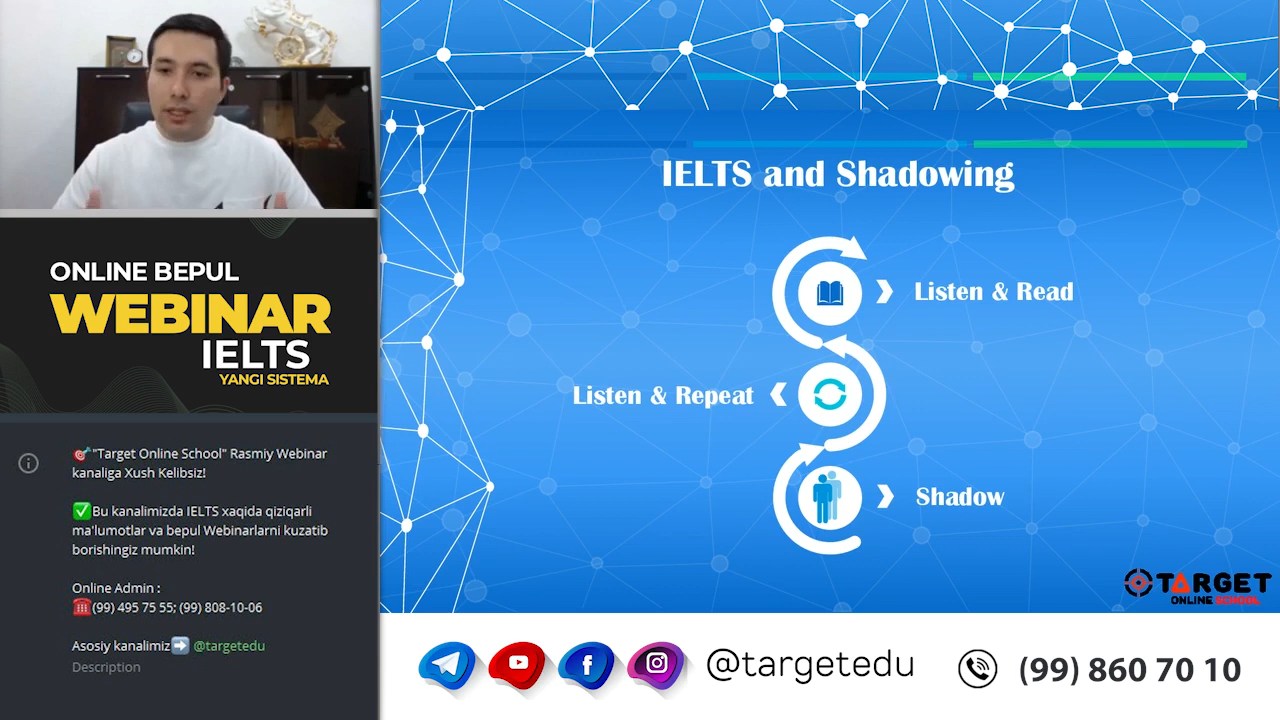 ONLINE BEPUL
WEBINAR
IELTS
YANGI SISTEMA
"Target Online School" Rasmiy Webinar
kanaliga Xush Kelibsiz!
Bu kanalimizda IELTS xaqida qiziqarli
ma'lumotlar va bepul Webinarlarni kuzatib
borishingiz mumkin!
Online Admin :
(99) 495 75 55; (99) 808-10-06
Asosiy kanalimiz @targetedu
Description
IELTS and Shadowing
Listen & Read
Listen & Repeat
Shadow
TARGET
ONLINE SCHOOL
@targetedu
(99) 860 70 10